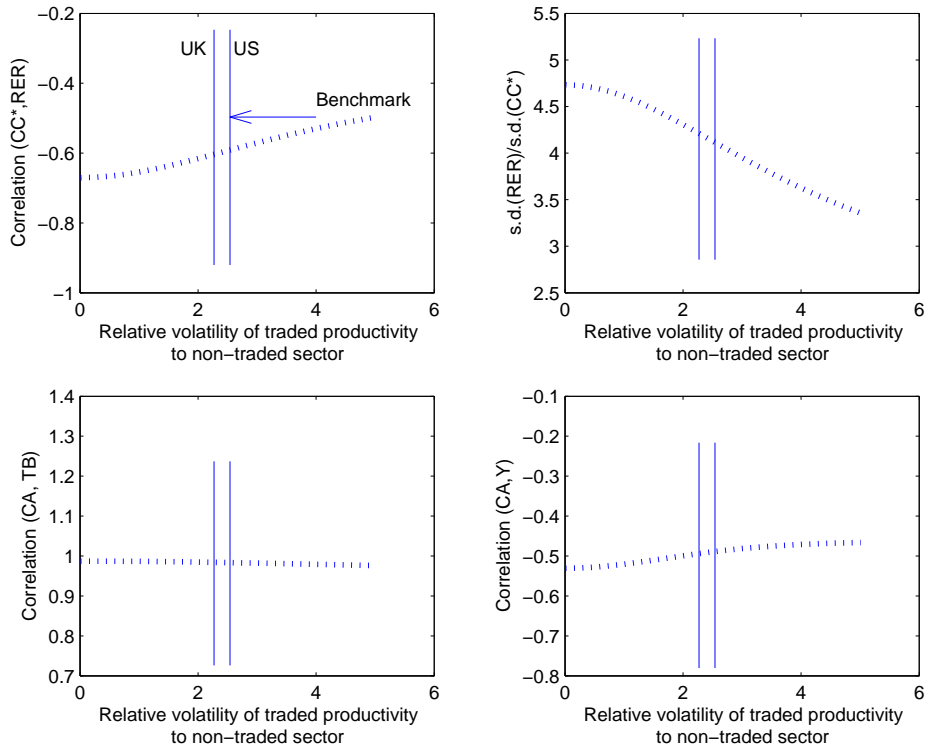 −0.2
−0.4
−0.6
−0.8
−1
Correlation (CC*,RER)
UK
US
Benchmark
0
2
4
6
Relative volatility of traded productivity
to non−traded sector
5.5
5
4.5
4
3.5
3
2.5
s.d.(RER)/s.d.(CC*)
0
2
4
6
Relative volatility of traded productivity
to non−traded sector
1.4
1.3
1.2
1.1
1
0.9
0.8
0.7
Correlation (CA, TB)
0
2
4
6
Relative volatility of traded productivity
to non−traded sector
−0.1
−0.2
−0.3
−0.4
−0.5
−0.6
−0.7
−0.8
Correlation (CA,Y)
0
2
4
6
Relative volatility of traded productivity
to non−traded sector